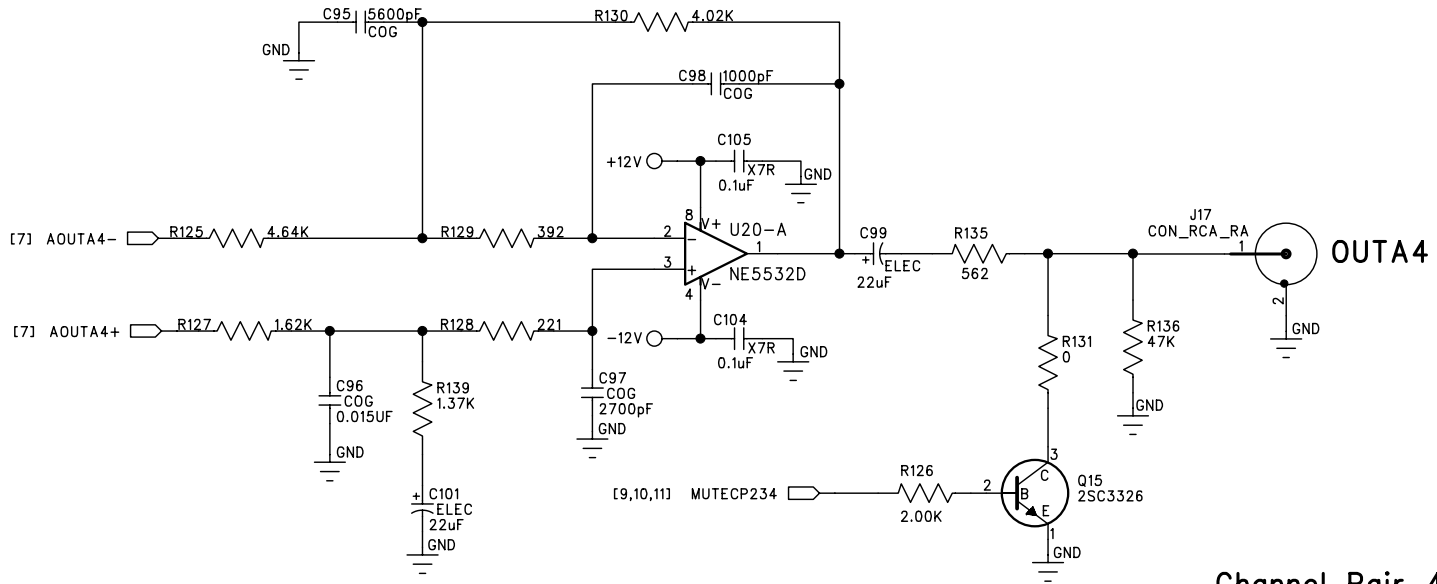 C95 5600pF
COG
GND
R130 4.02K
C98 1000pF
COG
C105
+12V
X7R
0.1uF
GND
8
V+
U20-A
[7] AOUTA4- R125 4.64K R129 392 2
-
1
3
+
NE5532D
V-
4
[7] AOUTA4+ R127 1.62K R128 221
-12V
C104
X7R
0.1uF
GND
C99
+
ELEC
22uF
R135
562
J17
CON_RCA_RA
1
OUTA4
2
GND
R131
0
R136
47K
GND
C96
COG
0.015UF
GND
R139
1.37K
C97
COG
2700pF
GND
+
C101
ELEC
22uF
GND
[9,10,11] MUTECP234
R126
2.00K
2
B
3
C
E
1
Q15
2SC3326
GND
Channel Pair